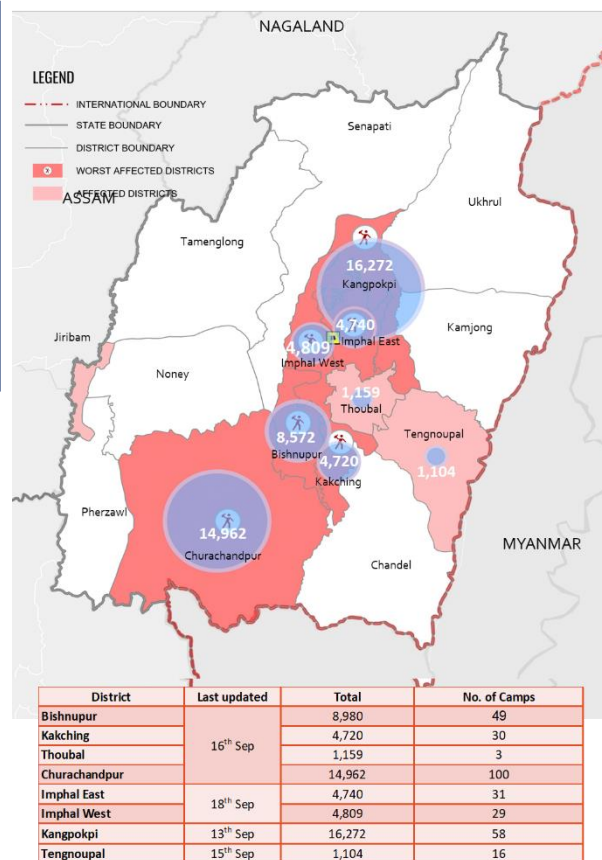 NAGALAND
LEGEND
INTERNATIONAL BOUNDARY
STATE BOUNDARY
DISTRICT BOUNDARY
WORST AFFECTED DISTRICTS
AFFECTED DISTRICTS
ASSAM
Senapati
Ukhrul
Tamenglong
16,272
Kangpokpi
4,740
Imphal East
Kamjong
Jiribam
4,809
Imphal West
Noney
1,159
Thoubal
Tengnoupal
1,104
8,572
Bishnupur
4,720
Kakching
Pherzawl
14,962
Churachandpur
MYANMAR
Chandel
District Last updated Total No. of Camps
Bishnupur 16th Sep 8,980 49
Kakching 4,720 30
Thoubal 1,159 3
Churachandpur 14,962 100
Imphal East 18th Sep 4,740 31
Imphal West 4,809 29
Kangpokpi 13th Sep 16,272 58
Tengnoupal 15th Sep 1,104 16